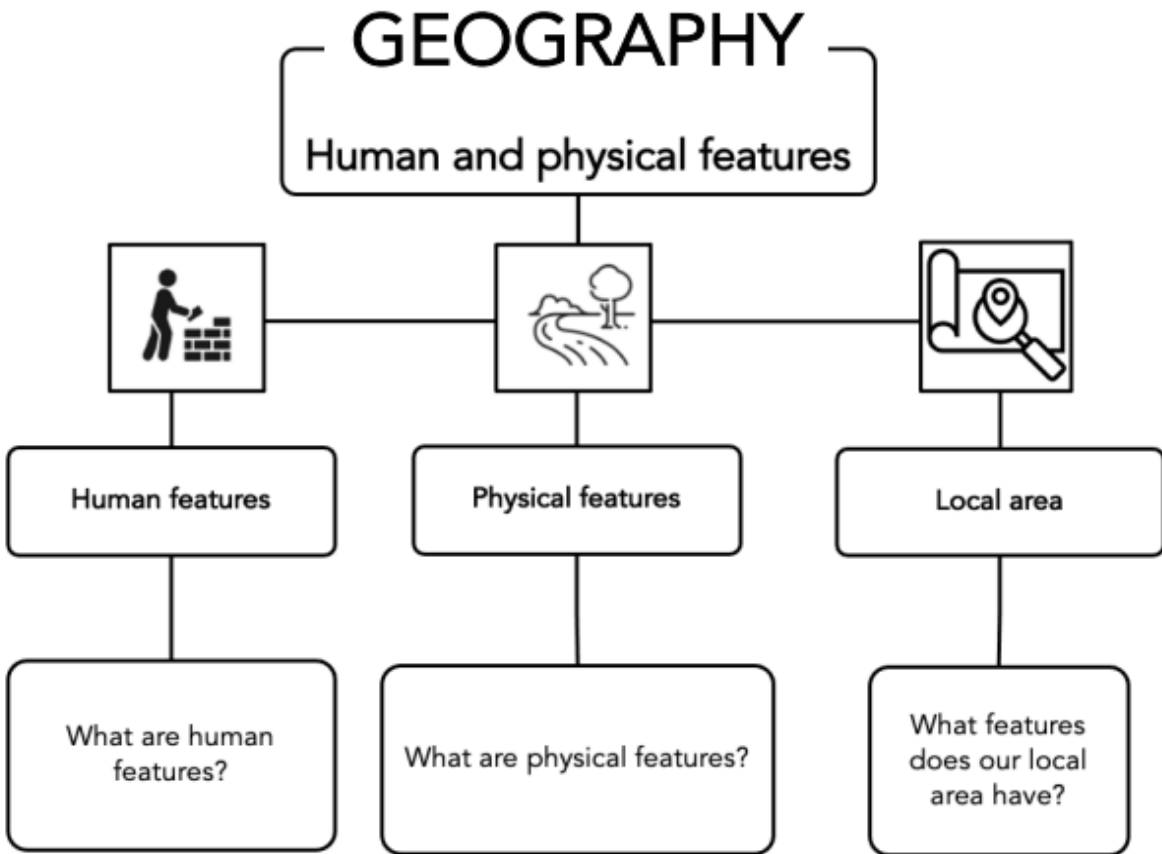 GEOGRAPHY
Human and physical features
Human features
Physical features
Local area
What are human
features?
What are physical features?
What features
does our local
area have?